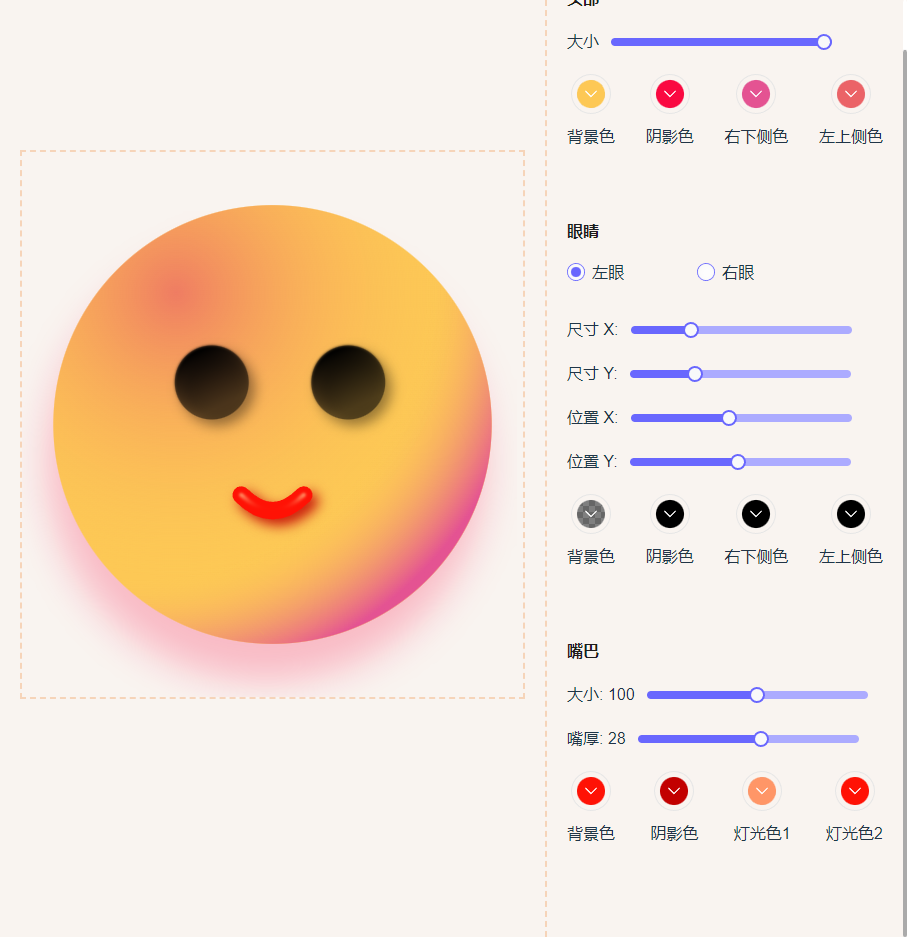 大小
背景色 阴影色 右下侧色 左上侧色
眼睛
左眼 右眼
尺寸 X:
尺寸 Y:
位置 X:
位置 Y:
背景色 阴影色 右下侧色 左上侧色
嘴巴
大小: 100
嘴厚: 28
背景色 阴影色 灯光色1 灯光色2